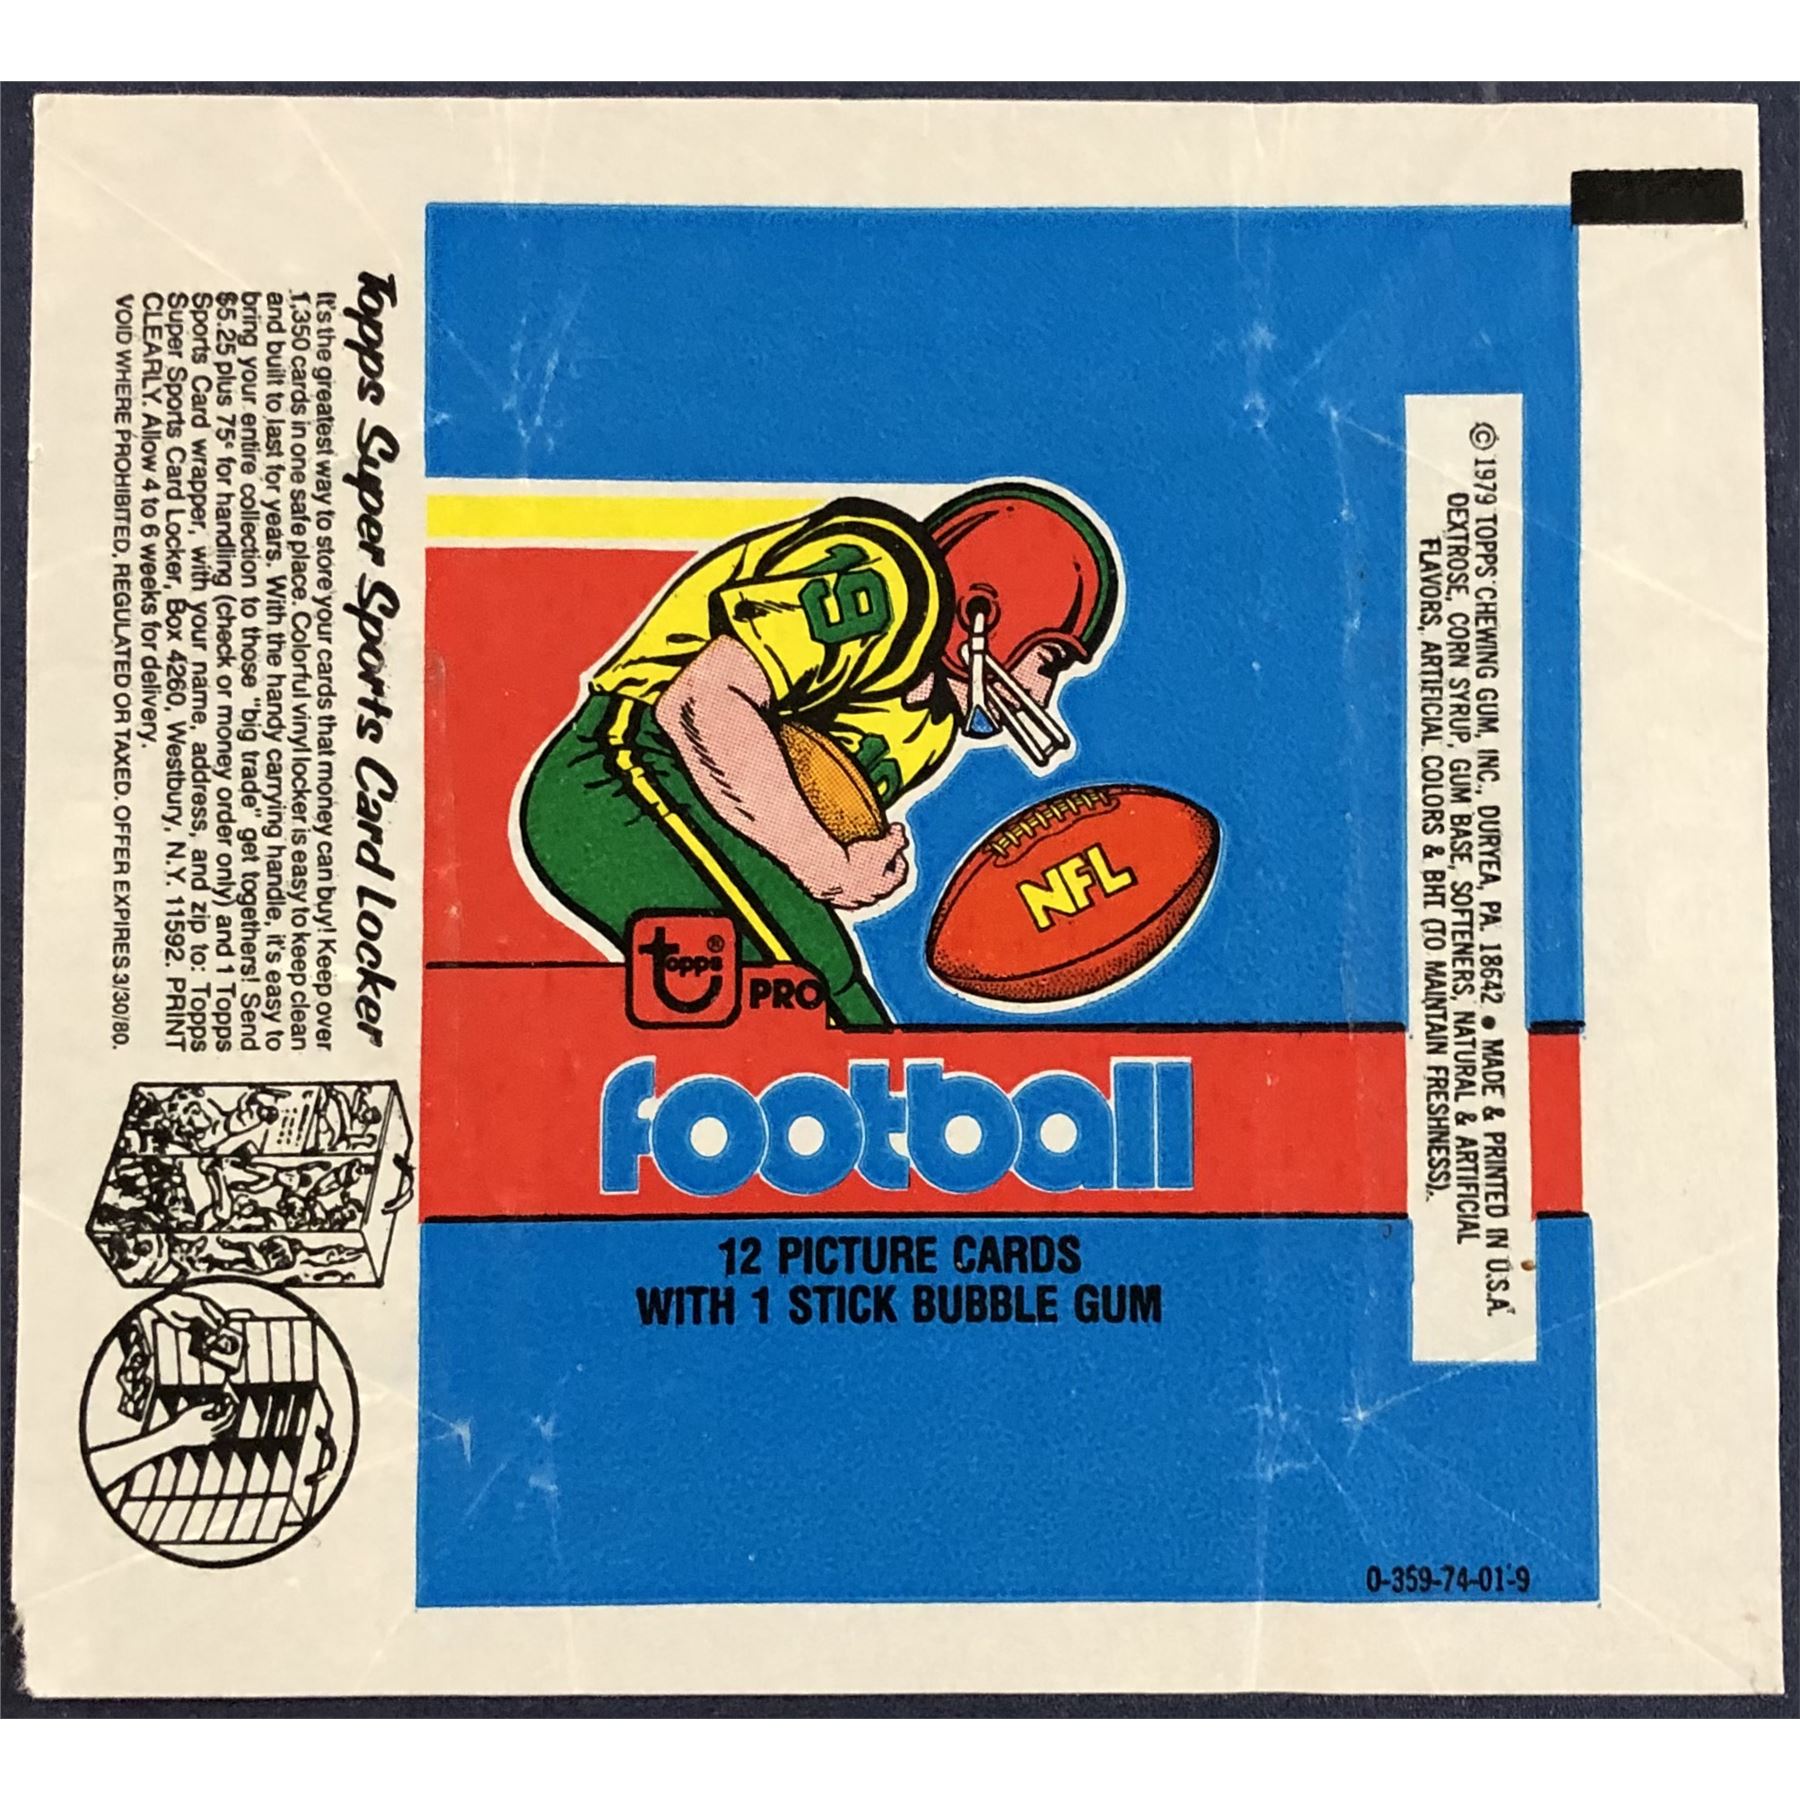 Topps Super Sports Card Locker
It's the greatest way to store your cards that money can buy! Keep over
1,350 cards in one safe place. Colorful vinyl locker is easy to keep clean
and built to last for years. With the handy carrying handle, it's easy to
bring your entire collection to those "big trade" get togethers! Send
$5.25 plus 75¢ for handling (check or money order only) and 1 Topps
Sports Card wrapper, with your name, address, and zip to: Topps
Super Sports Card Locker, Box 4260, Westbury, N.Y. 11592. PRINT
CLEARLY. Allow 4 to 6 weeks for delivery.
VOID WHERE PROHIBITED, REGULATED OR TAXED. OFFER EXPIRES 3/30/80.
19
19
NFL
topps®
PRO
football
12 PICTURE CARDS
WITH 1 STICK BUBBLE GUM
© 1979 TOPPS CHEWING GUM, INC., DURYEA, PA. 18642 • MADE & PRINTED IN U.S.A.
DEXTROSE, CORN SYRUP, GUM BASE, SOFTENERS, NATURAL & ARTIFICIAL
FLAVORS, ARTIFICIAL COLORS & BHT (TO MAINTAIN FRESHNESS).
0-359-74-01-9